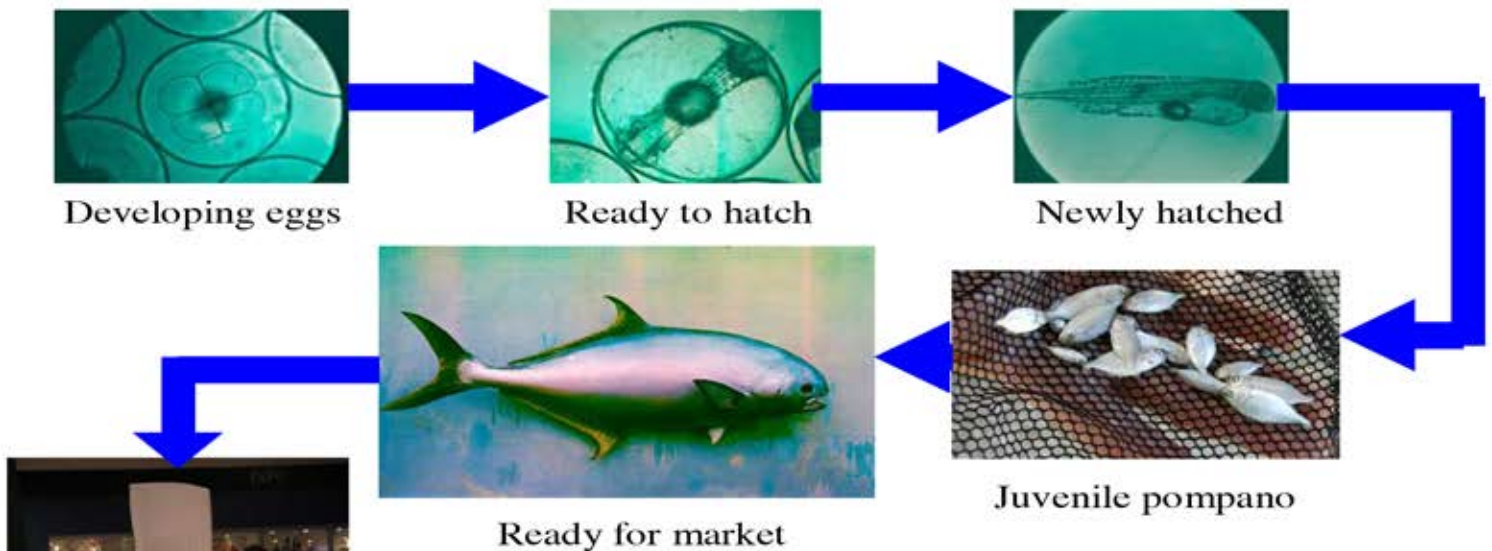 Developing eggs
Ready to hatch
Newly hatched
Juvenile pompano
Ready for market